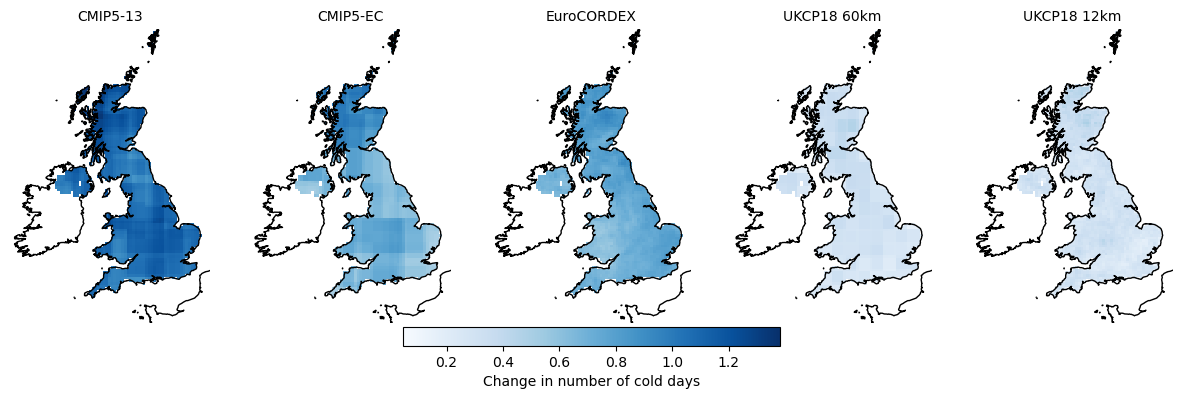 CMIP5-13 CMIP5-EC EuroCORDEX UKCP18 60km UKCP18 12km
0.2 0.4 0.6 0.8 1.0 1.2
Change in number of cold days